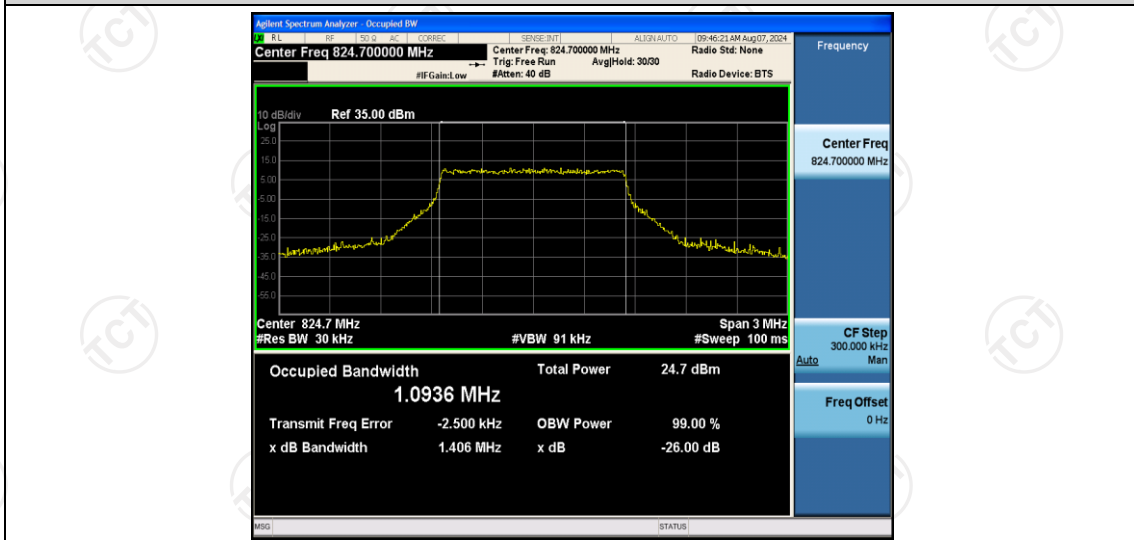 Agilent Spectrum Analyzer - Occupied BW
RL RF 50 Ω AC CORREC SENSE:INT ALIGN AUTO 09:46:21 AM Aug 07, 2024
Center Freq 824.700000 MHz
Center Freq: 824.700000 MHz
Radio Std: None
Trig: Free Run Avg|Hold: 30/30
#IFGain:Low #Atten: 40 dB Radio Device: BTS
10 dB/div Ref 35.00 dBm
Log
25.0
15.0
5.00
-5.00
-15.0
-25.0
-35.0
-45.0
-55.0
Center 824.7 MHz Span 3 MHz
#Res BW 30 kHz #VBW 91 kHz #Sweep 100 ms
Occupied Bandwidth Total Power 24.7 dBm
1.0936 MHz
Transmit Freq Error -2.500 kHz OBW Power 99.00 %
x dB Bandwidth 1.406 MHz x dB -26.00 dB
MSG STATUS
Frequency
Center Freq
824.700000 MHz
CF Step
300.000 kHz
Auto Man
Freq Offset
0 Hz
TCT
TCT
TCT
TCT